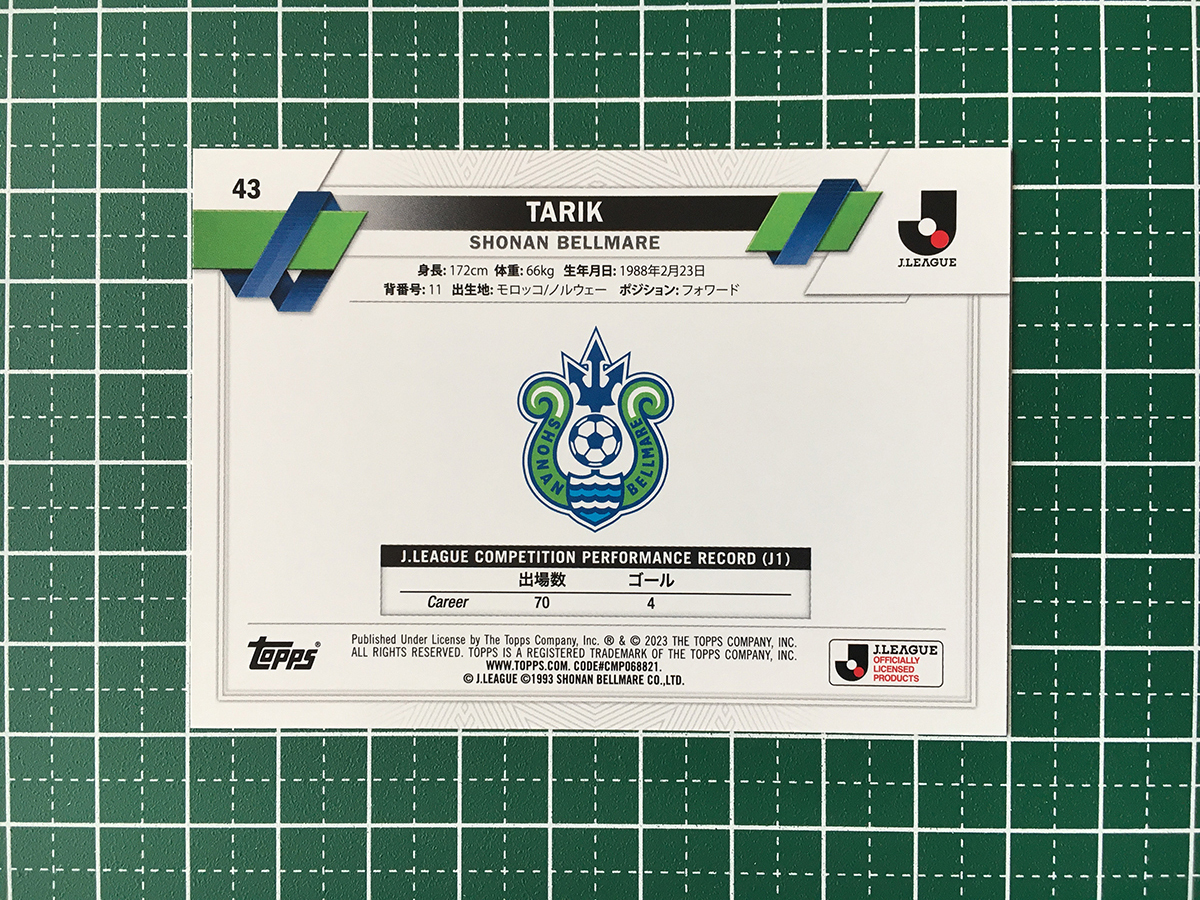 43
TARIK
SHONAN BELLMARE
J.LEAGUE
身長: 172cm 体重: 66kg 生年月日: 1988年2月23日
背番号: 11 出生地: モロッコ/ノルウェー ポジション: フォワード
SHONAN BELLMARE
J.LEAGUE COMPETITION PERFORMANCE RECORD (J1)
出場数 ゴール
Career 70 4
Topps®
Published Under License by The Topps Company, Inc. ® & © 2023 THE TOPPS COMPANY, INC.
ALL RIGHTS RESERVED. TOPPS IS A REGISTERED TRADEMARK OF THE TOPPS COMPANY, INC.
WWW.TOPPS.COM. CODE#CMP068821.
© J.LEAGUE ©1993 SHONAN BELLMARE CO.,LTD.
J.LEAGUE
OFFICIALLY
LICENSED
PRODUCTS